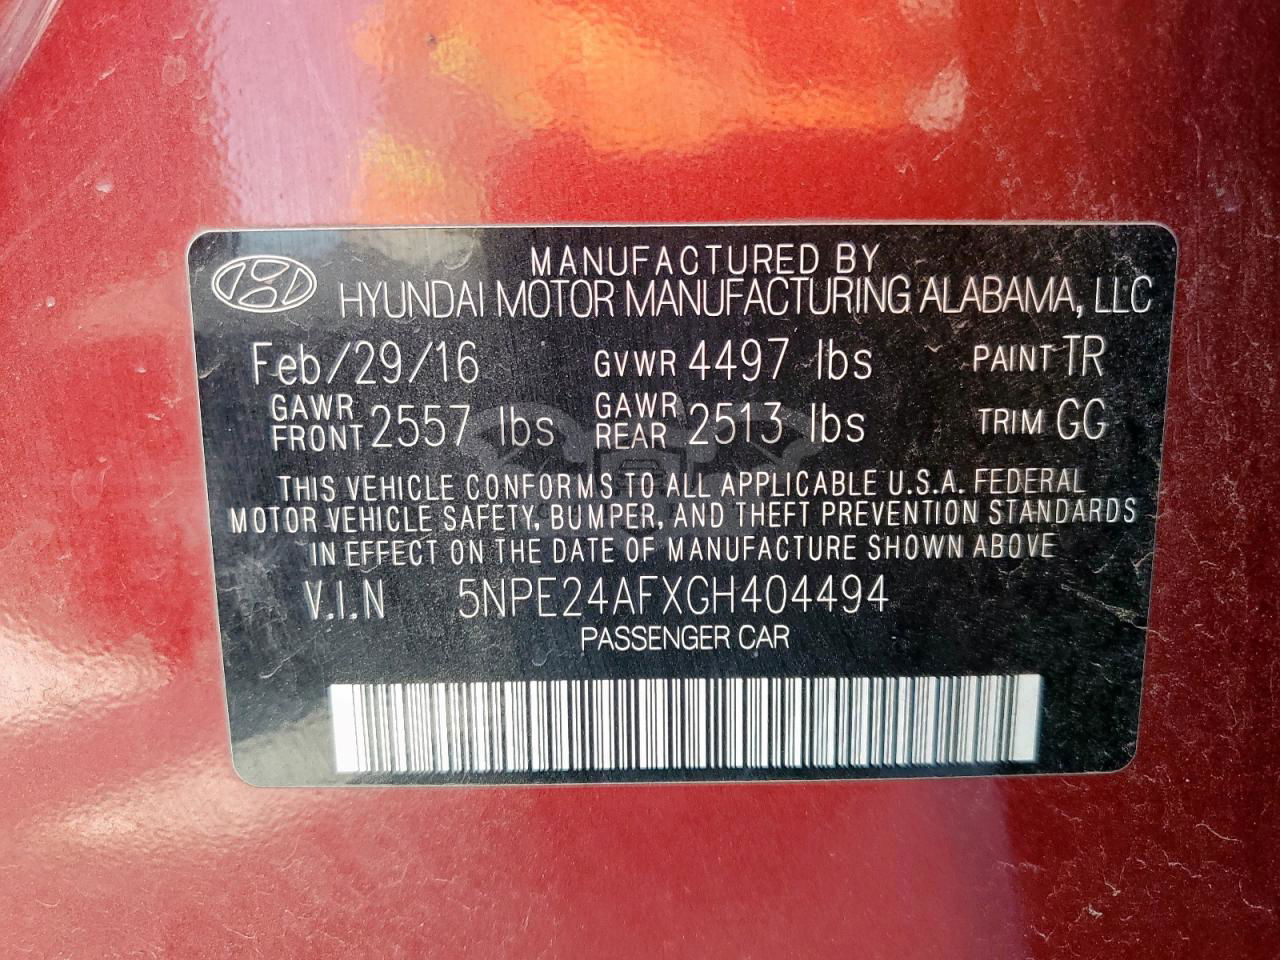 MANUFACTURED BY
HYUNDAI MOTOR MANUFACTURING ALABAMA, LLC
Feb/29/16 GVWR 4497 lbs PAINT TR
GAWR FRONT 2557 lbs GAWR REAR 2513 lbs TRIM GG
THIS VEHICLE CONFORMS TO ALL APPLICABLE U.S.A. FEDERAL
MOTOR VEHICLE SAFETY, BUMPER, AND THEFT PREVENTION STANDARDS
IN EFFECT ON THE DATE OF MANUFACTURE SHOWN ABOVE
V.I.N 5NPE24AFXGH404494
PASSENGER CAR